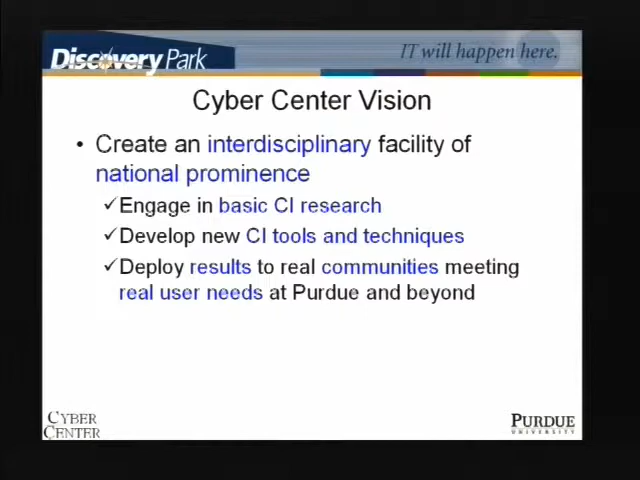 Discovery Park
IT will happen here.
Cyber Center Vision
• Create an interdisciplinary facility of
national prominence
✓Engage in basic CI research
✓Develop new CI tools and techniques
✓Deploy results to real communities meeting
real user needs at Purdue and beyond
CYBER
CENTER
PURDUE
UNIVERSITY